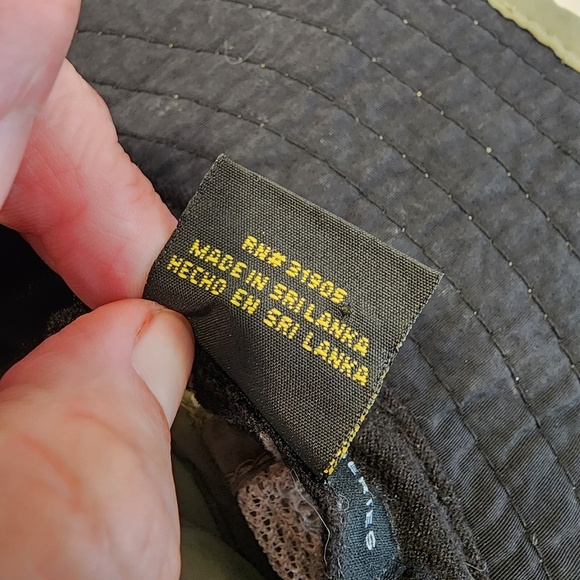 RN# 31905
MADE IN SRI LANKA
HECHO EN SRI LANKA